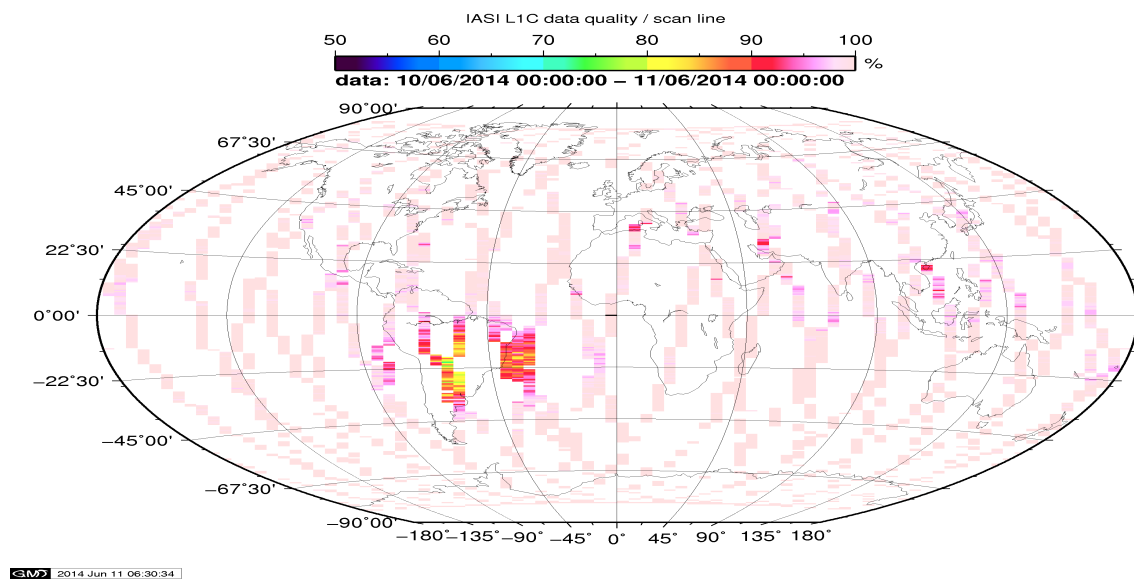 IASI L1C data quality / scan line
50 60 70 80 90 100
%
data: 10/06/2014 00:00:00 − 11/06/2014 00:00:00
90°00'
67°30'
45°00'
22°30'
0°00'
−22°30'
−45°00'
−67°30'
−90°00'
−180° −135° −90° −45° 0° 45° 90° 135° 180°
GMD 2014 Jun 11 06:30:34